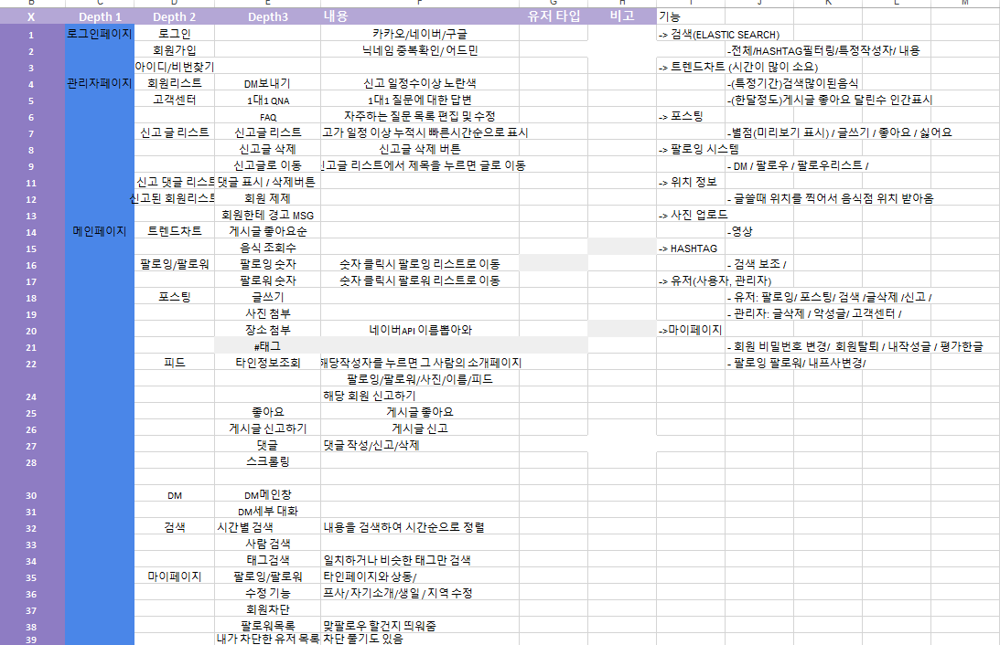 B C D E F G H I J K L M
X Depth 1 Depth 2 Depth3 내용 유저 타입 비고 기능
1 로그인페이지 로그인 카카오/네이버/구글 -> 검색(ELASTIC SEARCH)
2 회원가입 닉네임 중복확인/ 어드민 -전체/HASHTAG필터링/특정작성자/ 내용
3 아이디/비번찾기 -> 트렌드차트 (시간이 많이 소요)
4 관리자페이지 회원리스트 DM보내기 신고 일정수이상 노란색 -(특정기간)검색많이된음식
5 고객센터 1대1 QNA 1대1 질문에 대한 답변 -(한달정도)게시글 좋아요 달린수 인간표시
6 FAQ 자주하는 질문 목록 편집 및 수정 -> 포스팅
7 신고 글 리스트 신고글 리스트 고가 일정 이상 누적시 빠른시간순으로 표시 -별점(미리보기 표시) / 글쓰기 / 좋아요 / 싫어요
8 신고글 삭제 신고글 삭제 버튼 -> 팔로잉 시스템
9 신고글로 이동 신고글 리스트에서 제목을 누르면 글로 이동 - DM / 팔로우 / 팔로우리스트 /
11 신고 댓글 리스트 댓글 표시 / 삭제버튼 -> 위치 정보
12 신고된 회원리스트 회원 제제 - 글쓸때 위치를 찍어서 음식점 위치 받아옴
13 회원한테 경고 MSG -> 사진 업로드
14 메인페이지 트렌드차트 게시글 좋아요순 -영상
15 음식 조회수 -> HASHTAG
16 팔로잉/팔로워 팔로잉 숫자 숫자 클릭시 팔로잉 리스트로 이동 - 검색 보조 /
17 팔로워 숫자 숫자 클릭시 팔로워 리스트로 이동 -> 유저(사용자, 관리자)
18 포스팅 글쓰기 - 유저: 팔로잉/ 포스팅/ 검색 /글삭제 /신고 /
19 사진 첨부 - 관리자: 글삭제 / 악성글/ 고객센터 /
20 장소 첨부 네이버API 이름뽑아와 ->마이페이지
21 #태그 - 회원 비밀번호 변경/ 회원탈퇴 / 내작성글 / 평가한글
22 피드 타인정보조회 해당작성자를 누르면 그 사람의 소개페이지 - 팔로잉 팔로워/ 내프사변경/
팔로잉/팔로워/사진/이름/피드
24 해당 회원 신고하기
25 좋아요 게시글 좋아요
26 게시글 신고하기 게시글 신고
27 댓글 댓글 작성/신고/삭제
28 스크롤링
30 DM DM메인창
31 DM세부 대화
32 검색 시간별 검색 내용을 검색하여 시간순으로 정렬
33 사람 검색
34 태그검색 일치하거나 비슷한 태그만 검색
35 마이페이지 팔로잉/팔로워 타인페이지와 상동/
36 수정 기능 프사/ 자기소개/생일 / 지역 수정
37 회원차단
38 팔로워목록 맞팔로우 할건지 띄워줌
39 내가 차단한 유저 목록 차단 풀기도 있음